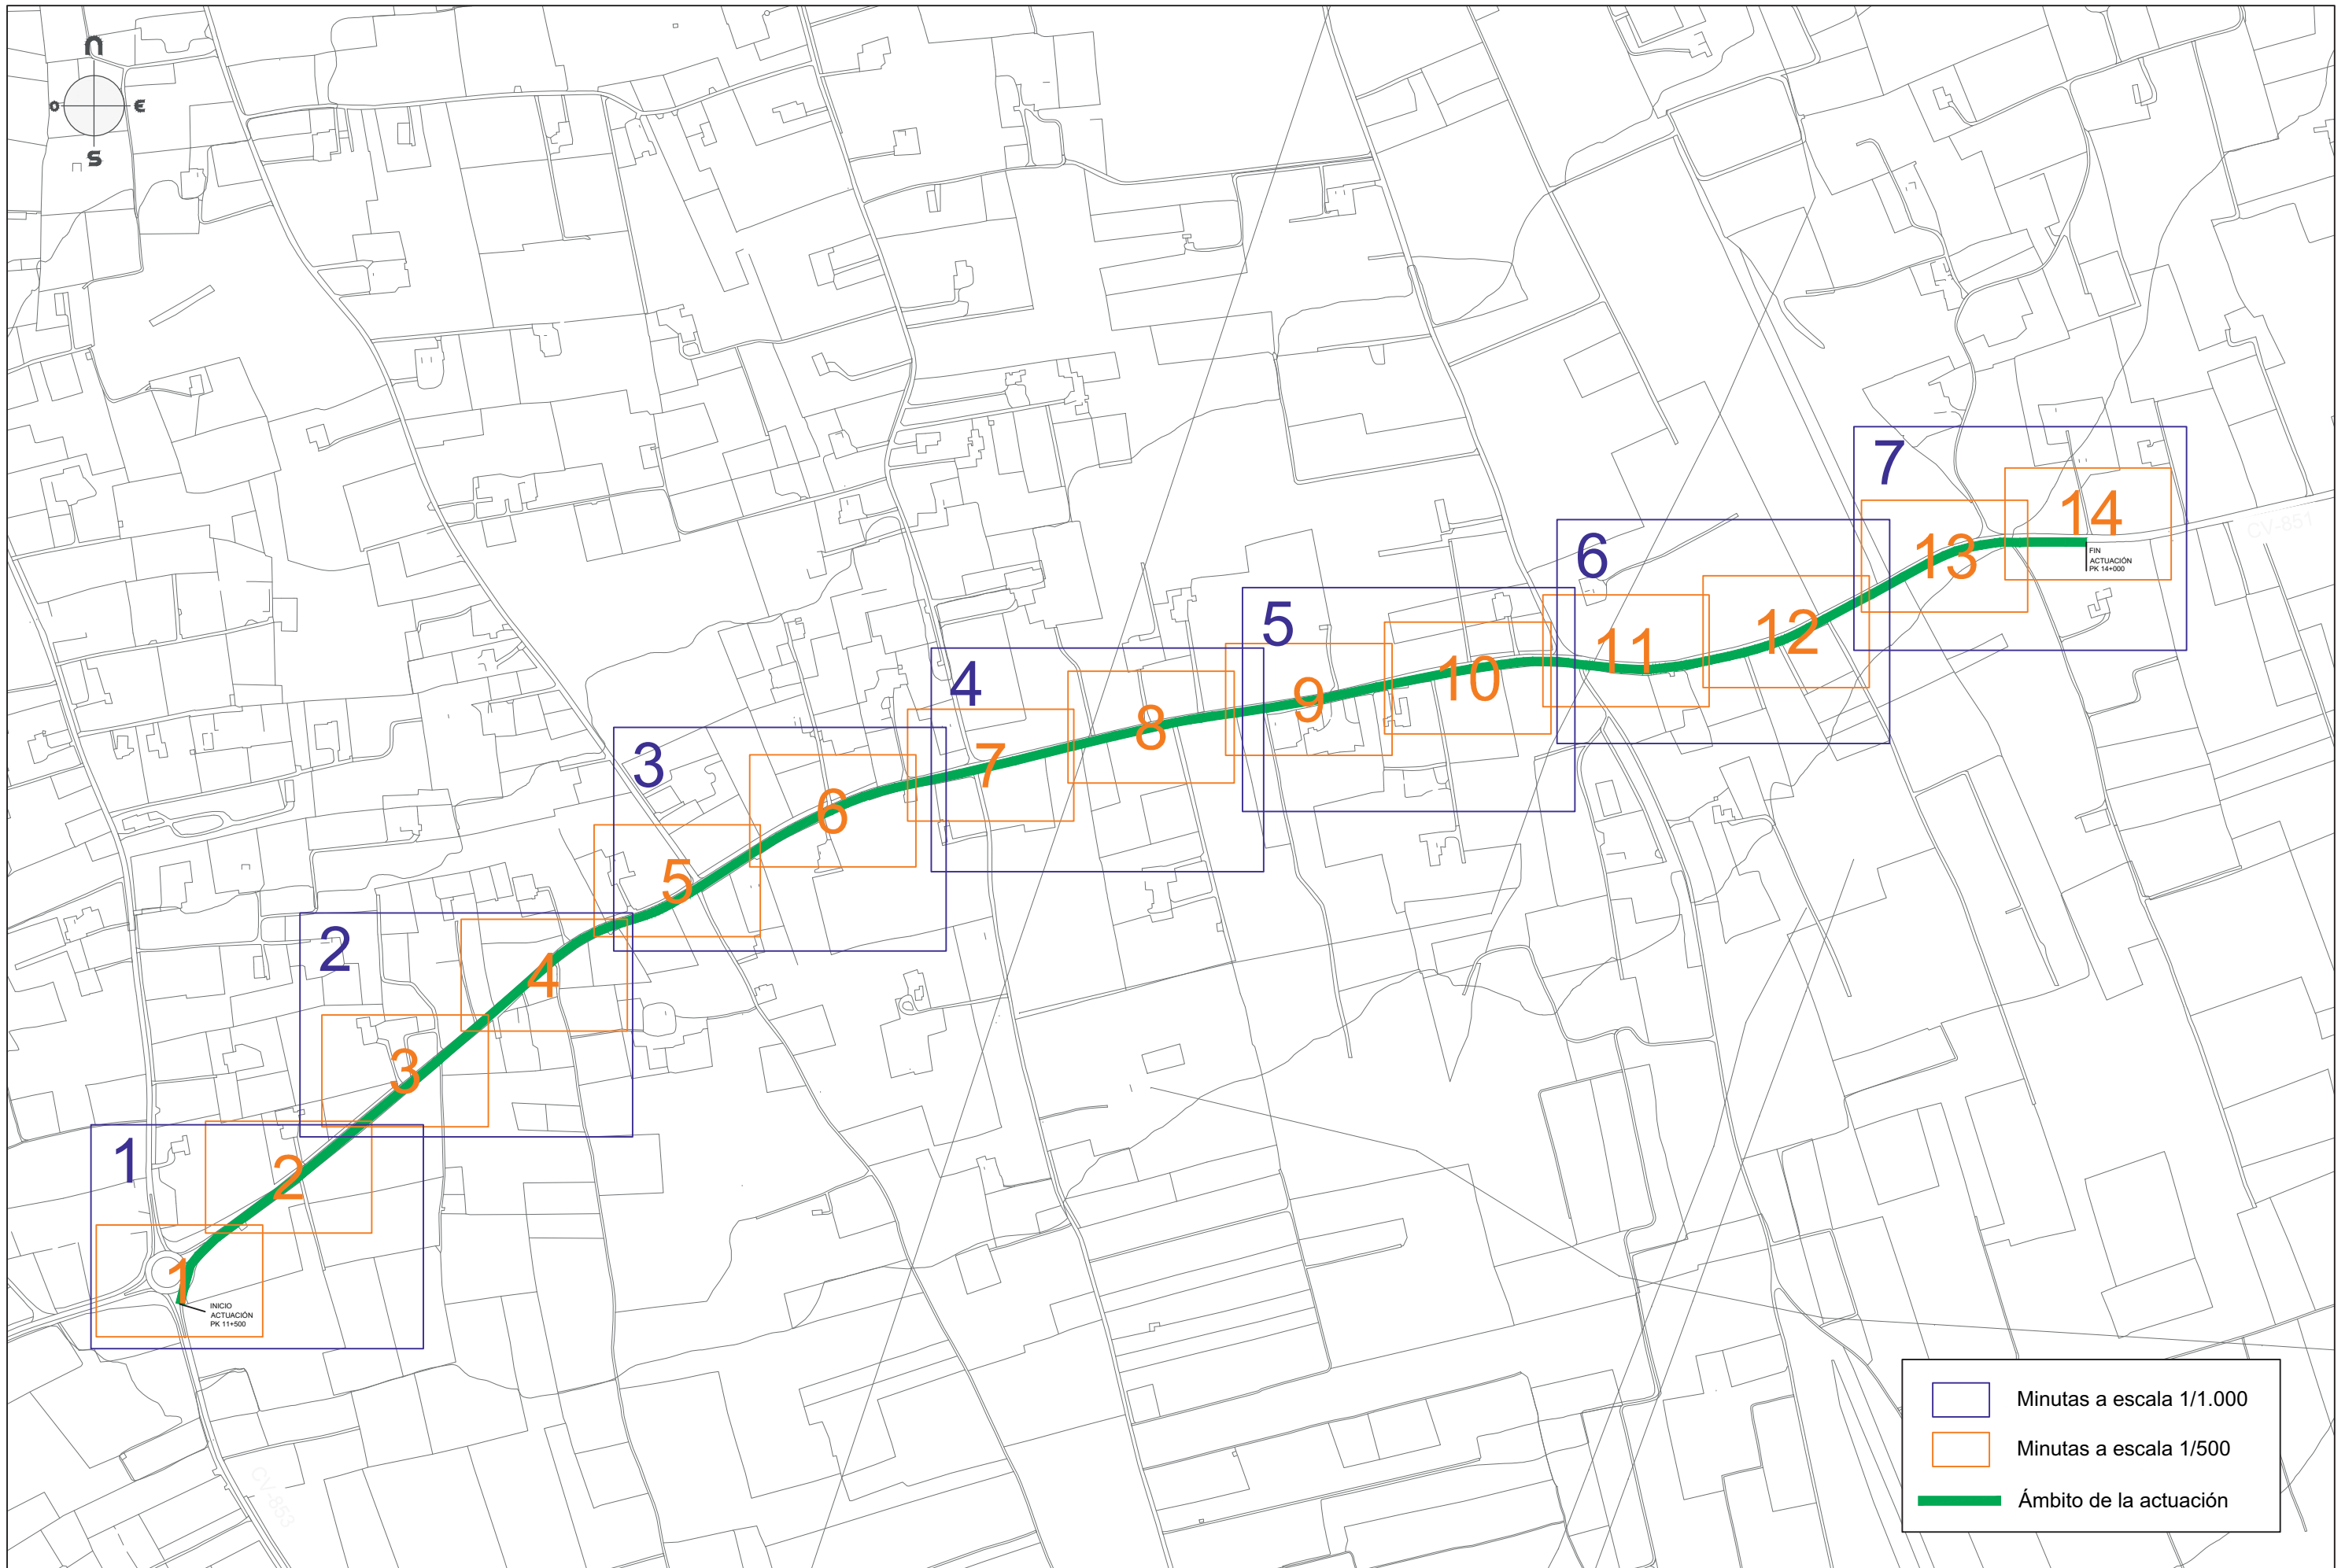 N
O E
S
7
14
CV-851
13
FIN
ACTUACIÓN
PK 14+000
6
5
11
12
4
10
9
8
3
7
6
5
2
4
3
1
2
1
INICIO
ACTUACIÓN
PK 11+500
CV-853
Minutas a escala 1/1.000
Minutas a escala 1/500
Ámbito de la actuación